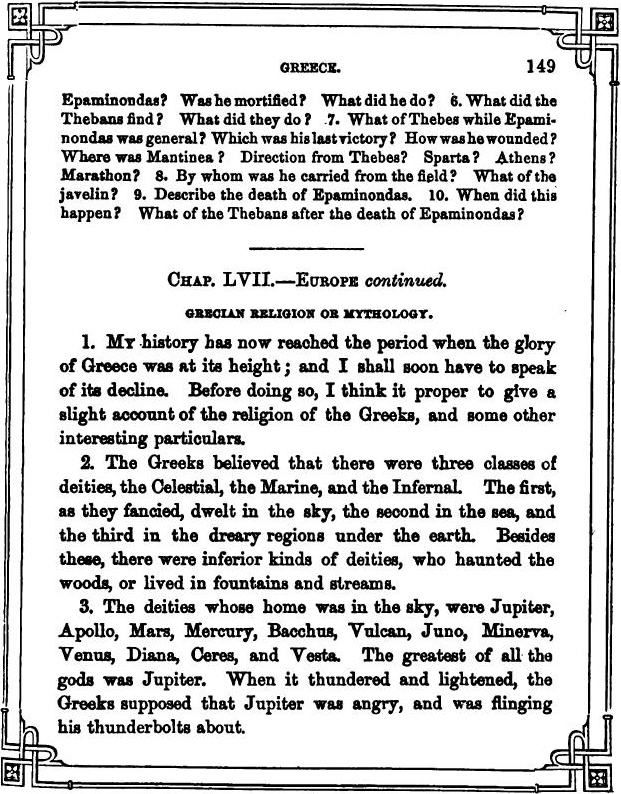 GREECE. 149
Epaminondas? Was he mortified? What did he do? 6. What did the
Thebans find? What did they do? 7. What of Thebes while Epami-
nondas was general? Which was his last victory? How was he wounded?
Where was Mantinea? Direction from Thebes? Sparta? Athens?
Marathon? 8. By whom was he carried from the field? What of the
javelin? 9. Describe the death of Epaminondas. 10. When did this
happen? What of the Thebans after the death of Epaminondas?
CHAP. LVII.—EUROPE continued.
GRECIAN RELIGION OR MYTHOLOGY.
1. MY history has now reached the period when the glory
of Greece was at its height; and I shall soon have to speak
of its decline. Before doing so, I think it proper to give a
slight account of the religion of the Greeks, and some other
interesting particulars.
2. The Greeks believed that there were three classes of
deities, the Celestial, the Marine, and the Infernal. The first,
as they fancied, dwelt in the sky, the second in the sea, and
the third in the dreary regions under the earth. Besides
these, there were inferior kinds of deities, who haunted the
woods, or lived in fountains and streams.
3. The deities whose home was in the sky, were Jupiter,
Apollo, Mars, Mercury, Bacchus, Vulcan, Juno, Minerva,
Venus, Diana, Ceres, and Vesta. The greatest of all the
gods was Jupiter. When it thundered and lightened, the
Greeks supposed that Jupiter was angry, and was flinging
his thunderbolts about.